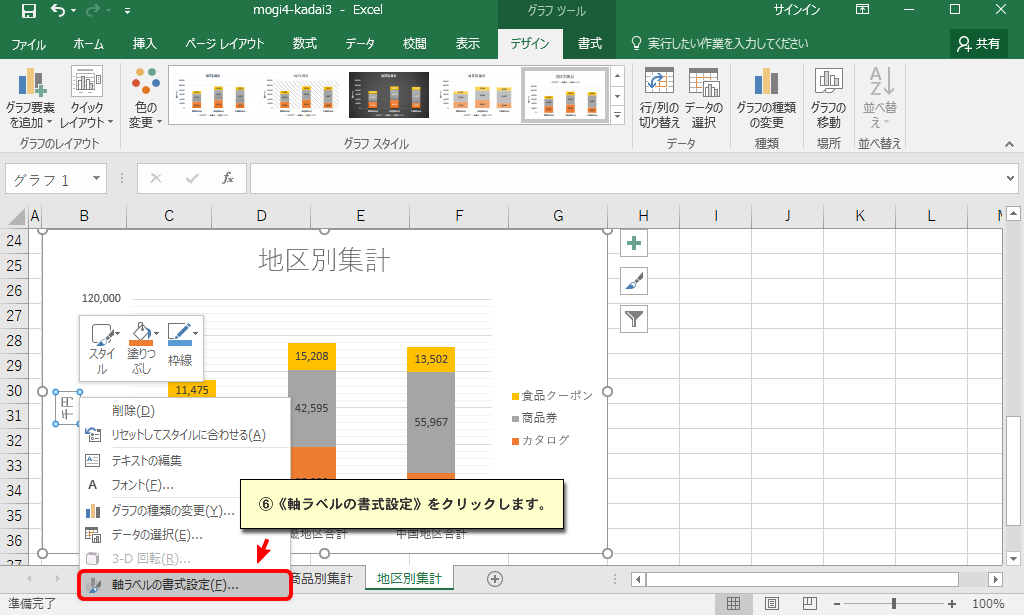 mogi4-kadai3 - Excel
グラフ ツール
サインイン
ファイル ホーム 挿入 ページ レイアウト 数式 データ 校閲 表示 デザイン 書式 実行したい作業を入力してください 共有
グラフ要素を追加
クイックレイアウト
グラフのレイアウト
色の変更
グラフ スタイル
行/列の切り替え
データの選択
データ
グラフの種類の変更
種類
グラフの移動
場所
並べ替え
並べ替え
グラフ 1
fx
A B C D E F G H I J K L
24
25
26
27
28
29
30
31
32
33
34
35
36
37
地区別集計
120,000
スタイル
塗りつぶし
枠線
15,208
13,502
11,475
42,595
55,967
食品クーポン
商品券
カタログ
削除(D)
リセットしてスタイルに合わせる(A)
テキストの編集
フォント(F)...
グラフの種類の変更(Y)...
データの選択(E)...
3-D 回転(R)...
軸ラベルの書式設定(F)...
⑥《軸ラベルの書式設定》をクリックします。
畿地区合計
中国地区合計
商品別集計
地区別集計
準備完了
100%